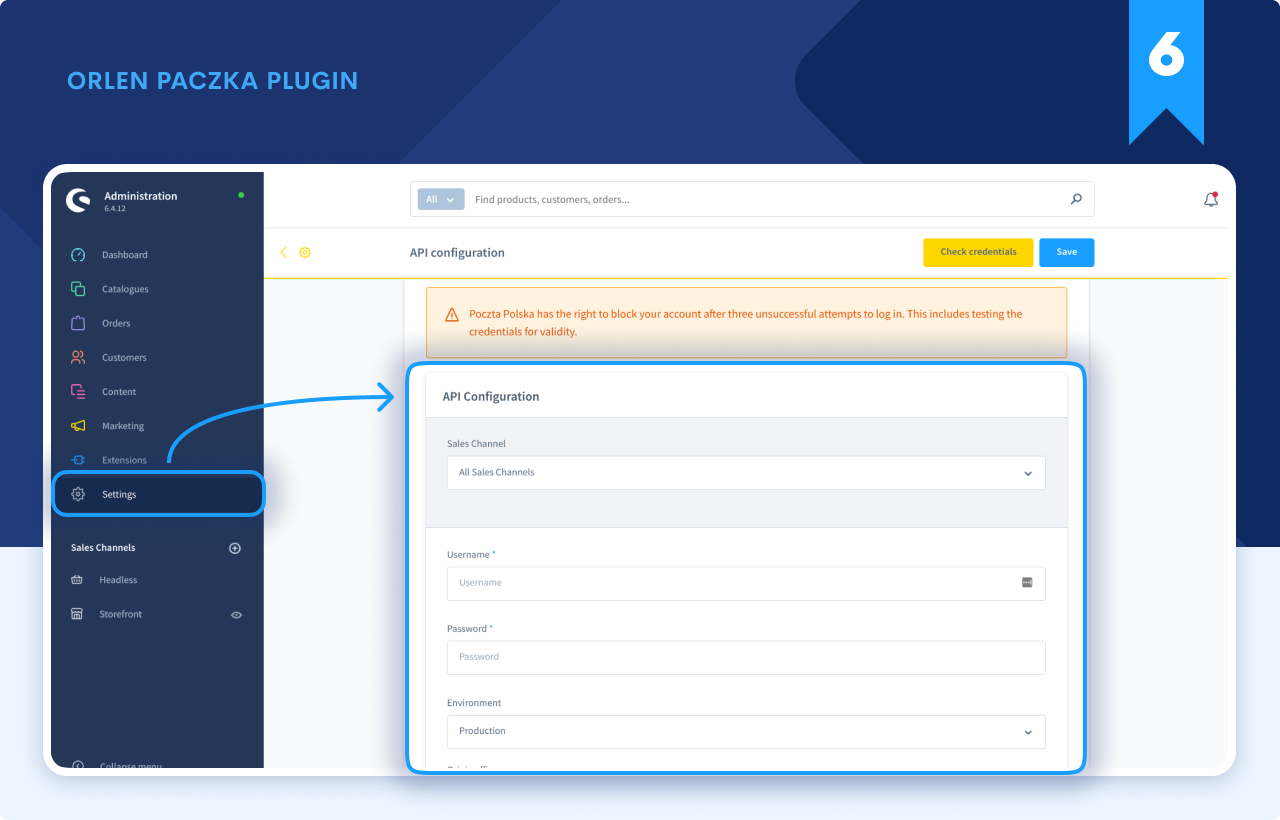 ORLEN PACZKA PLUGIN
6
Administration
6.4.12
All
Find products, customers, orders...
API configuration
Check credentials
Save
Dashboard
Catalogues
Orders
Customers
Content
Marketing
Extensions
Settings
Sales Channels
Headless
Storefront
Collapse menu
Poczta Polska has the right to block your account after three unsuccessful attempts to log in. This includes testing the
credentials for validity.
API Configuration
Sales Channel
All Sales Channels
Username *
Username
Password *
Password
Environment
Production